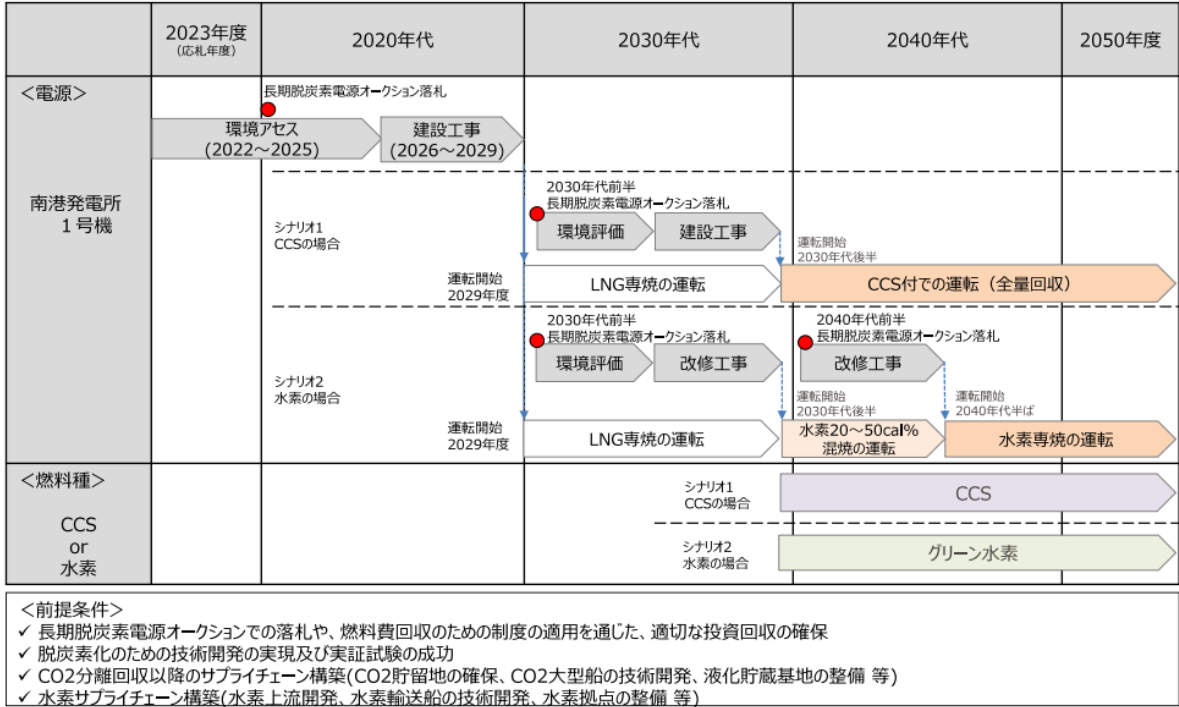 2023年度
(応札年度)
2020年代
2030年代
2040年代
2050年度
＜電源＞
南港発電所
１号機
長期脱炭素電源オークション落札
環境アセス
(2022～2025)
建設工事
(2026～2029)
シナリオ1
CCSの場合
2030年代前半
長期脱炭素電源オークション落札
環境評価
建設工事
運転開始
2030年代後半
運転開始
2029年度
LNG専焼の運転
CCS付での運転（全量回収）
シナリオ2
水素の場合
2030年代前半
長期脱炭素電源オークション落札
環境評価
改修工事
2040年代前半
長期脱炭素電源オークション落札
改修工事
運転開始
2030年代後半
運転開始
2040年代半ば
運転開始
2029年度
LNG専焼の運転
水素20～50cal%
混焼の運転
水素専焼の運転
＜燃料種＞
CCS
or
水素
シナリオ1
CCSの場合
CCS
シナリオ2
水素の場合
グリーン水素
＜前提条件＞
✓ 長期脱炭素電源オークションでの落札や、燃料費回収のための制度の適用を通じた、適切な投資回収の確保
✓ 脱炭素化のための技術開発の実現及び実証試験の成功
✓ CO2分離回収以降のサプライチェーン構築(CO2貯留地の確保、CO2大型船の技術開発、液化貯蔵基地の整備 等)
✓ 水素サプライチェーン構築(水素上流開発、水素輸送船の技術開発、水素拠点の整備 等)